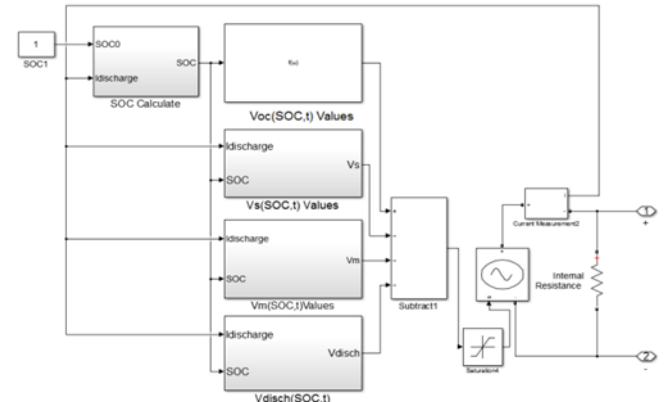 1
SOC1
SOC0
Idischarge
SOC
SOC Calculate
f(u)
Voc(SOC,t) Values
Idischarge
SOC
Vs
Vs(SOC,t) Values
Idischarge
SOC
Vm
Vm(SOC,t)Values
Idischarge
SOC
Vdisch
Vdisch(SOC,t)
+
-
-
-
Subtract1
Saturation4
i
+
-
Current Measurement2
Internal
Resistance
+
1
+
2
-